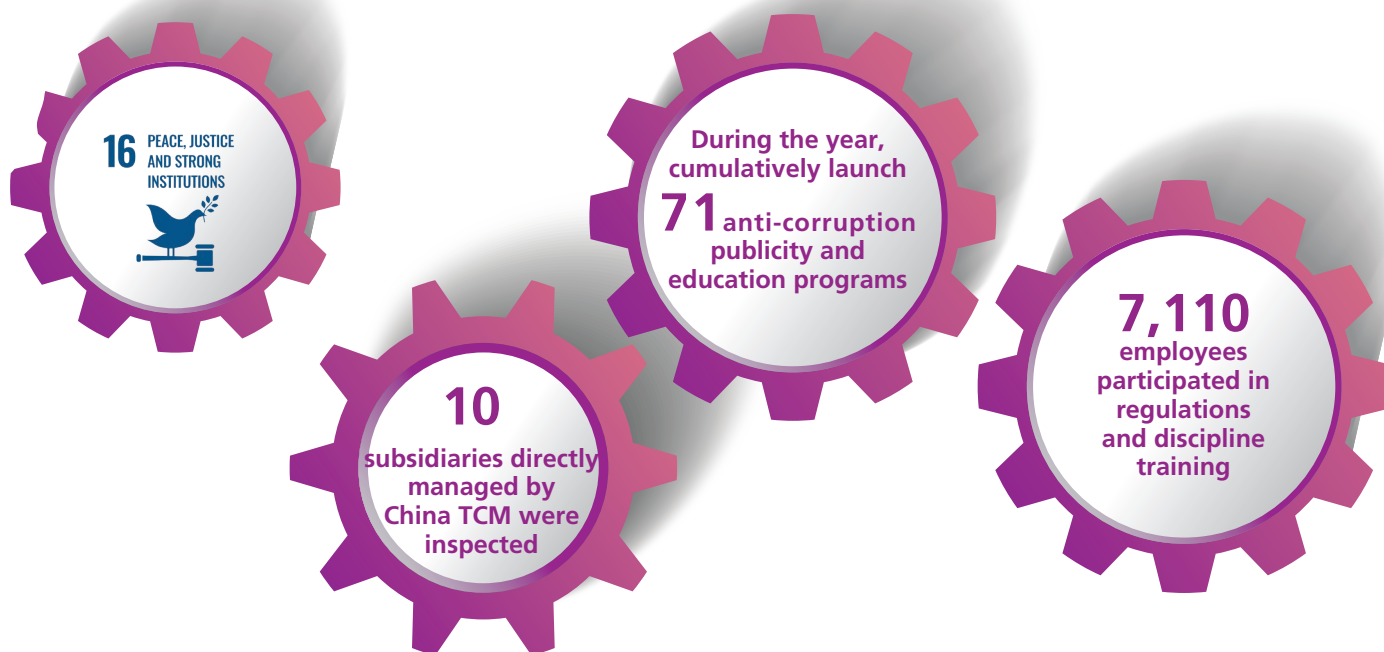 16 PEACE, JUSTICE
AND STRONG
INSTITUTIONS
10
subsidiaries directly
managed by
China TCM were
inspected
During the year,
cumulatively launch
71 anti-corruption
publicity and
education programs
7,110
employees
participated in
regulations
and discipline
training